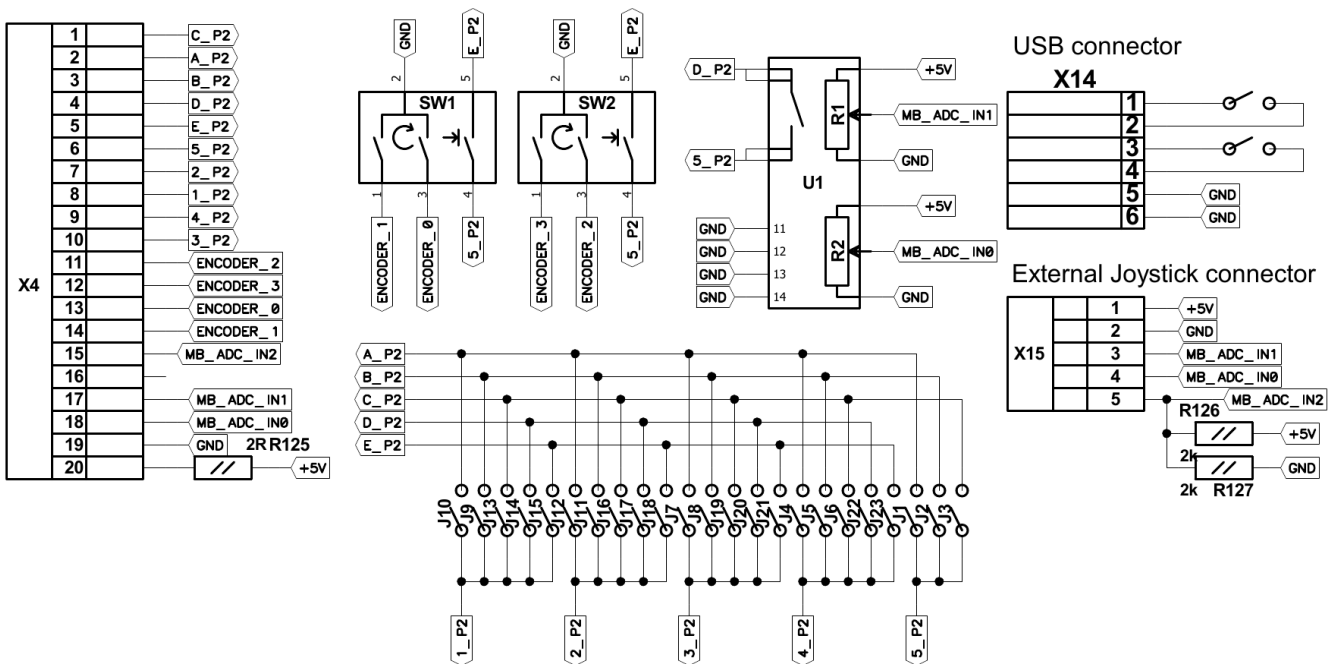 X4
1 C_P2
2 A_P2
3 B_P2
4 D_P2
5 E_P2
6 5_P2
7 2_P2
8 1_P2
9 4_P2
10 3_P2
11 ENCODER_2
12 ENCODER_3
13 ENCODER_0
14 ENCODER_1
15 MB_ADC_IN2
16
17 MB_ADC_IN1
18 MB_ADC_IN0
19 GND 2R R125
20 +5V
GND E_P2
2 5
SW1
1 3 4
ENCODER_1 ENCODER_0 5_P2
GND E_P2
2 5
SW2
1 3 4
ENCODER_3 ENCODER_2 5_P2
D_P2 +5V
R1 MB_ADC_IN1
5_P2 GND
U1
+5V
GND 11
GND 12 R2 MB_ADC_IN0
GND 13
GND 14 GND
USB connector
X14
1
2
3
4
5 GND
6 GND
External Joystick connector
X15
1 +5V
2 GND
3 MB_ADC_IN1
4 MB_ADC_IN0
5 MB_ADC_IN2
R126
+5V
2k
GND
2k R127
A_P2
B_P2
C_P2
D_P2
E_P2
J10 J9 J13 J14 J15 J12 J11 J16 J17 J18 J7 J8 J19 J20 J21 J4 J5 J6 J22 J23 J1 J2 J3
1_P2 2_P2 3_P2 4_P2 5_P2